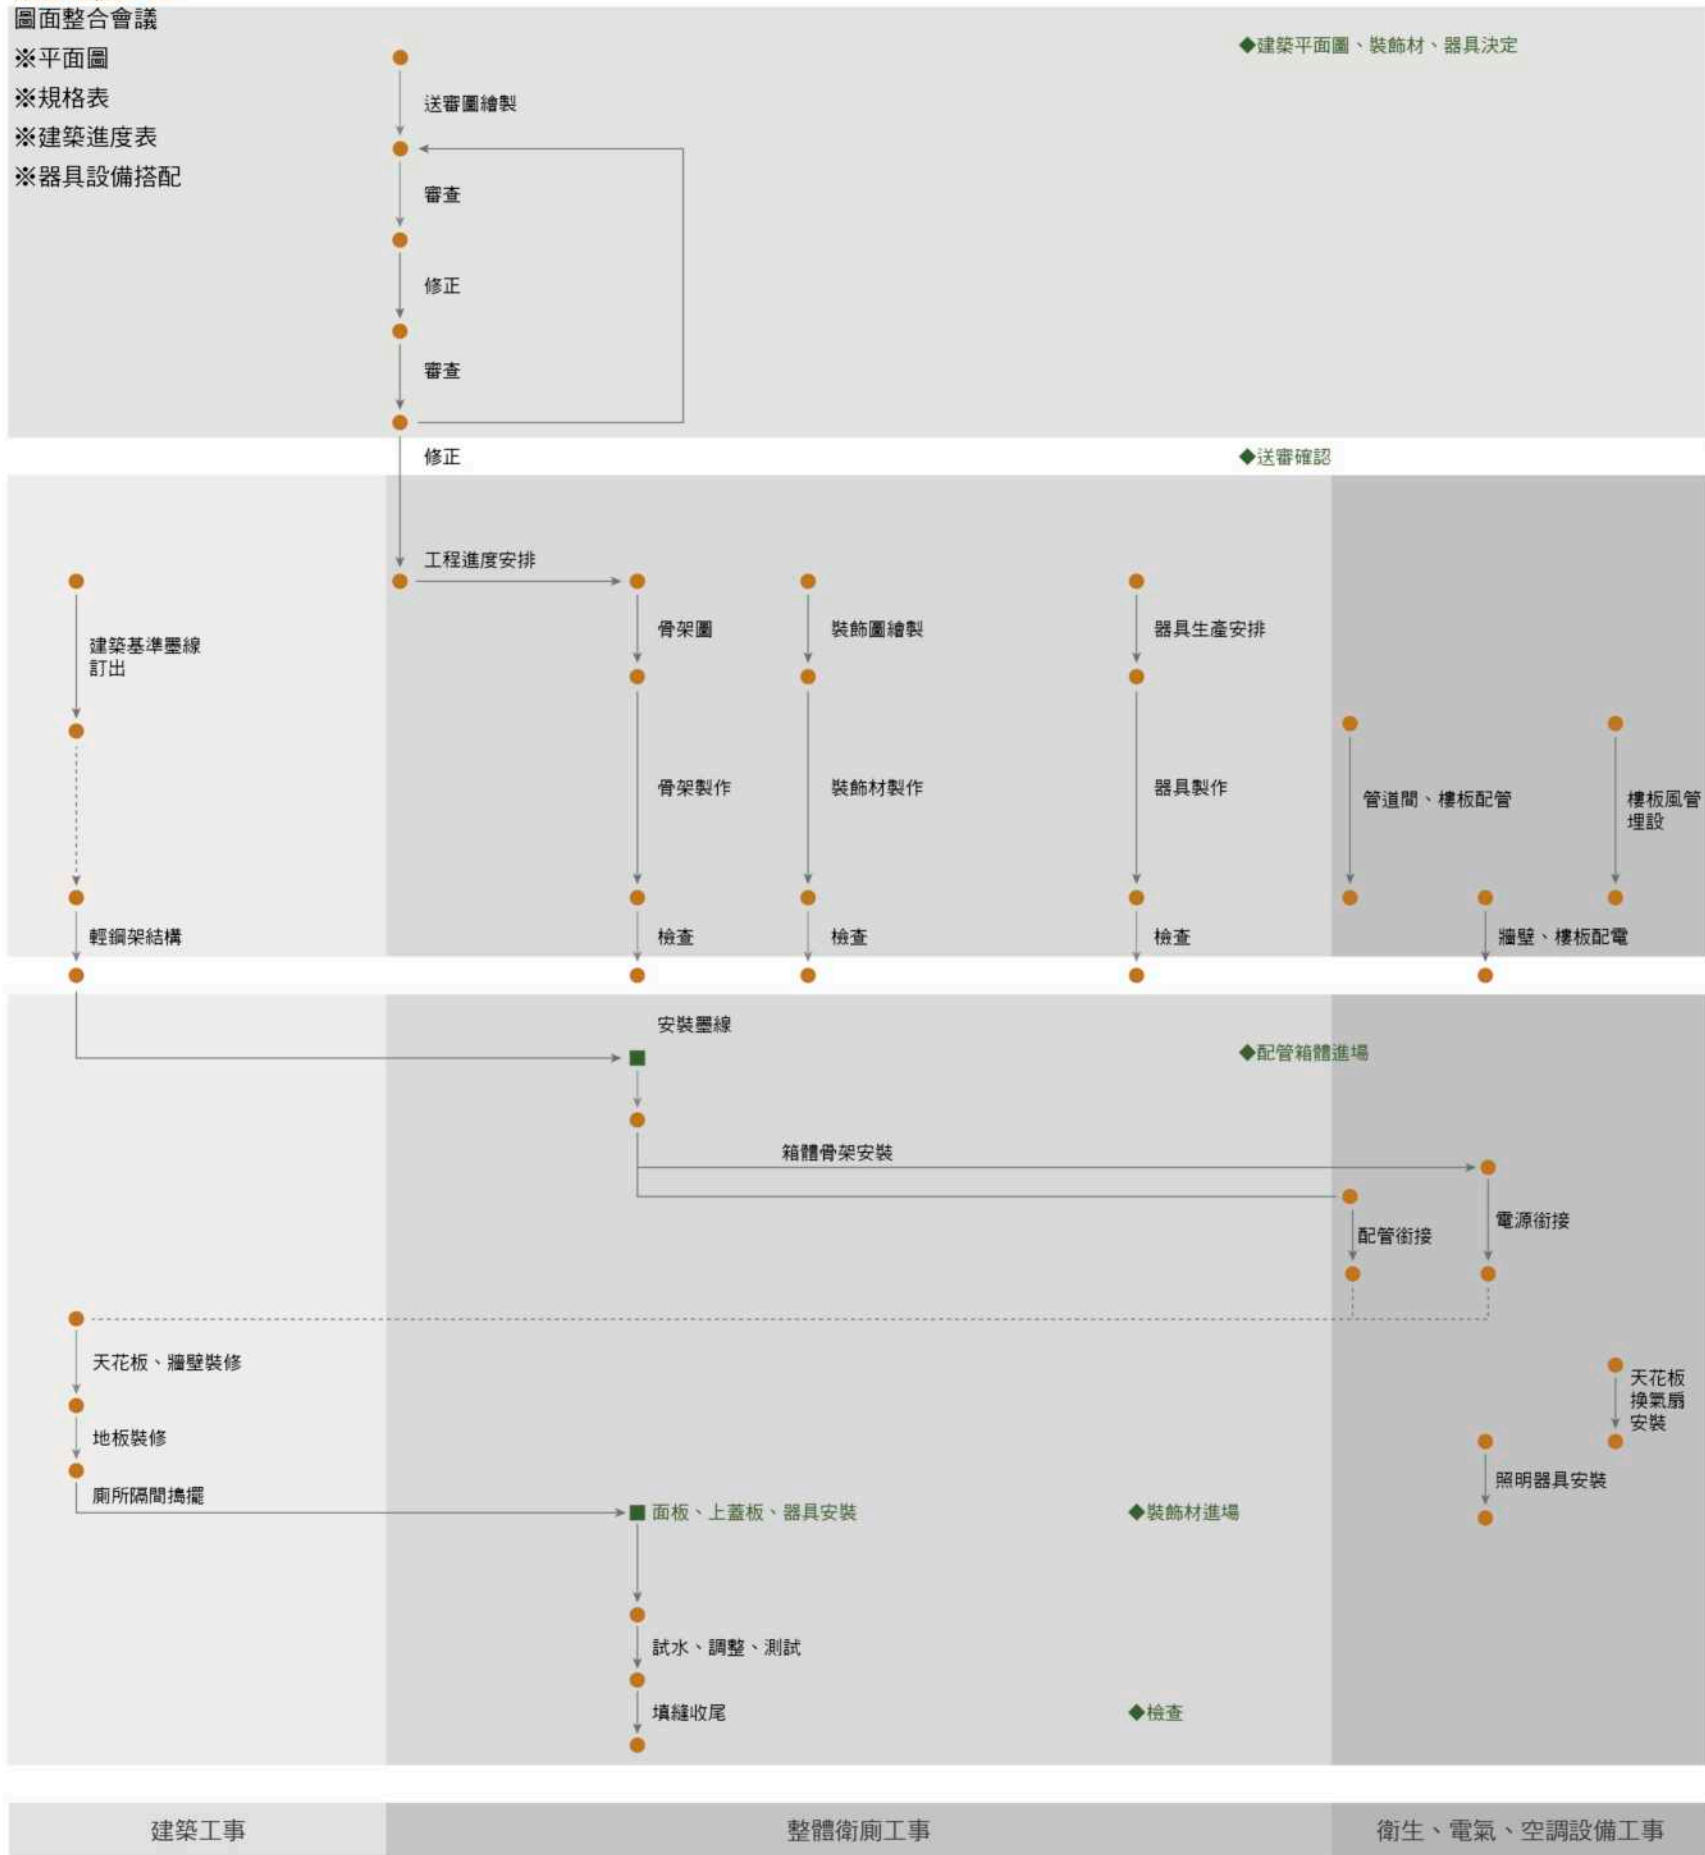 圖面整合會議
※平面圖
※規格表
※建築進度表
※器具設備搭配
◆建築平面圖、裝飾材、器具決定
送審圖繪製
審查
修正
審查
修正
◆送審確認
工程進度安排
建築基準墨線
訂出
骨架圖
裝飾圖繪製
器具生產安排
骨架製作
裝飾材製作
器具製作
管道間、樓板配管
樓板風管
埋設
輕鋼架結構
檢查
檢查
檢查
牆壁、樓板配電
安裝墨線
◆配管箱體進場
箱體骨架安裝
配管銜接
電源銜接
天花板、牆壁裝修
天花板
換氣扇
安裝
地板裝修
照明器具安裝
廁所隔間搗擺
面板、上蓋板、器具安裝
◆裝飾材進場
試水、調整、測試
填縫收尾
◆檢查
建築工事
整體衛廁工事
衛生、電氣、空調設備工事